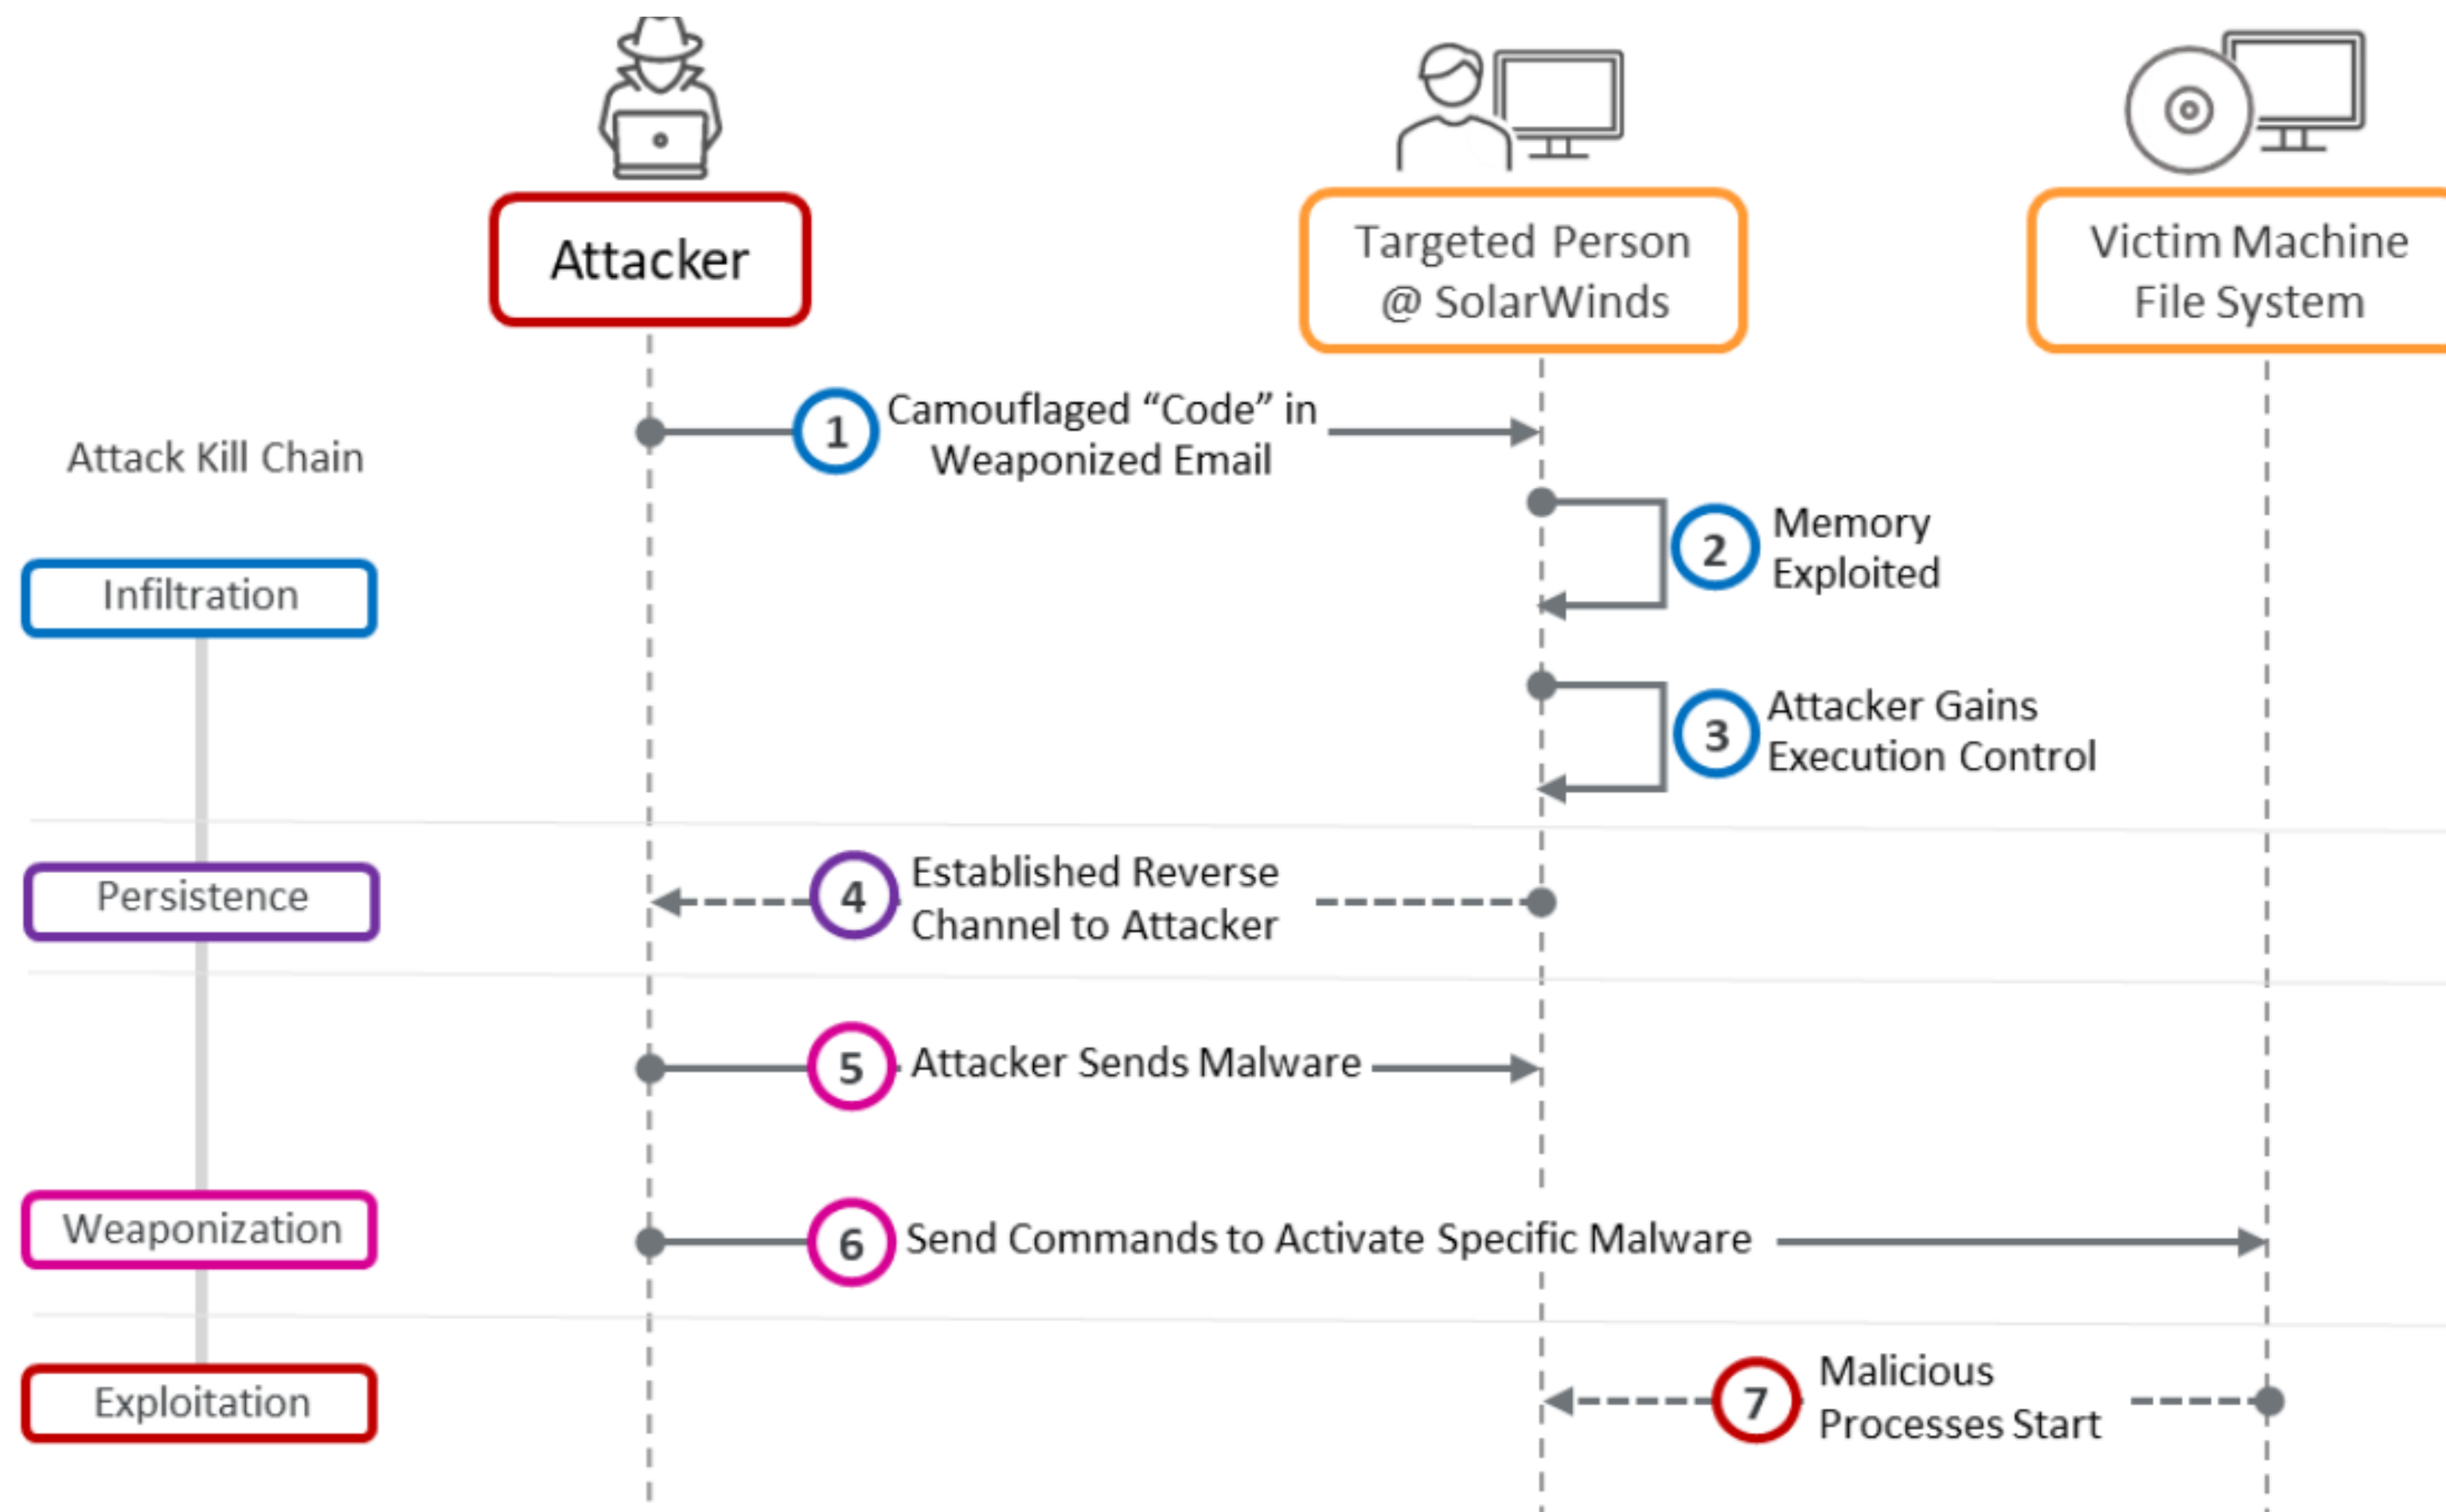 Attacker
Targeted Person
@ SolarWinds
Victim Machine
File System
Attack Kill Chain
1
Camouflaged “Code” in
Weaponized Email
2
Memory
Exploited
Infiltration
3
Attacker Gains
Execution Control
Persistence
4
Established Reverse
Channel to Attacker
5
Attacker Sends Malware
Weaponization
6
Send Commands to Activate Specific Malware
Exploitation
7
Malicious
Processes Start